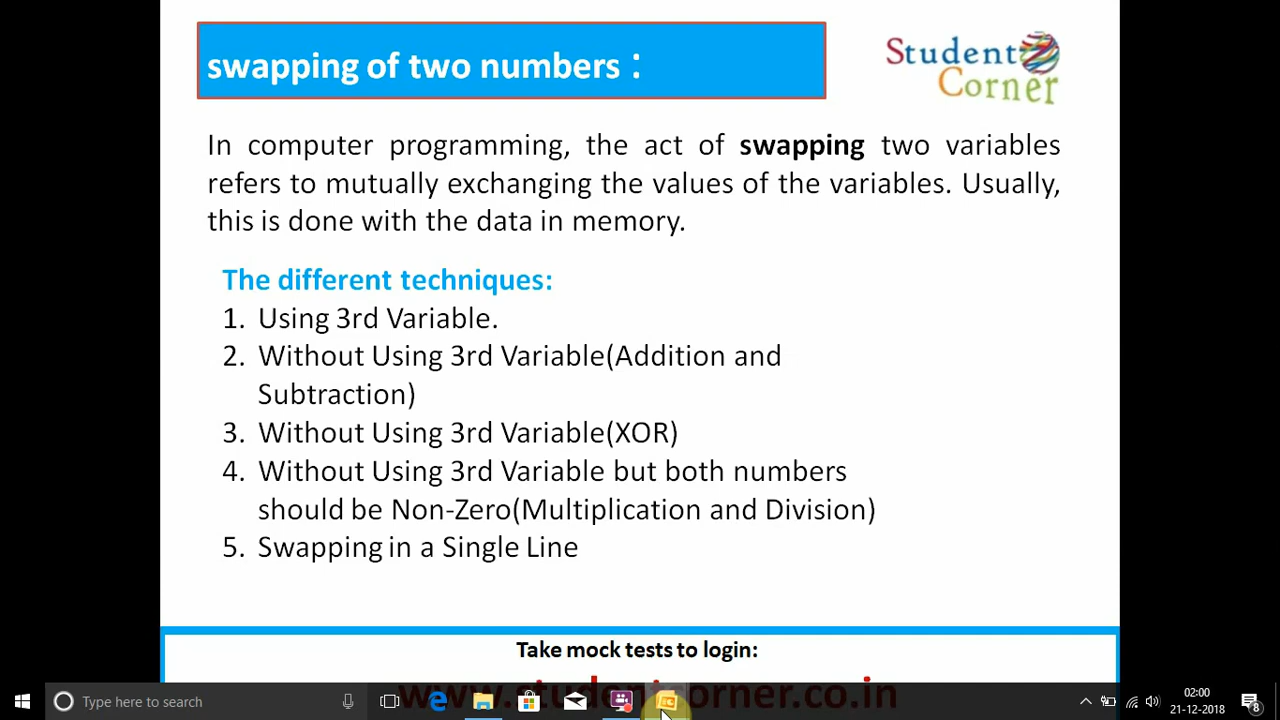 swapping of two numbers :
Student
Corner
In computer programming, the act of swapping two variables
refers to mutually exchanging the values of the variables. Usually,
this is done with the data in memory.
The different techniques:
1. Using 3rd Variable.
2. Without Using 3rd Variable(Addition and
Subtraction)
3. Without Using 3rd Variable(XOR)
4. Without Using 3rd Variable but both numbers
should be Non-Zero(Multiplication and Division)
5. Swapping in a Single Line
Take mock tests to login:
Type here to search
02:00
21-12-2018
8